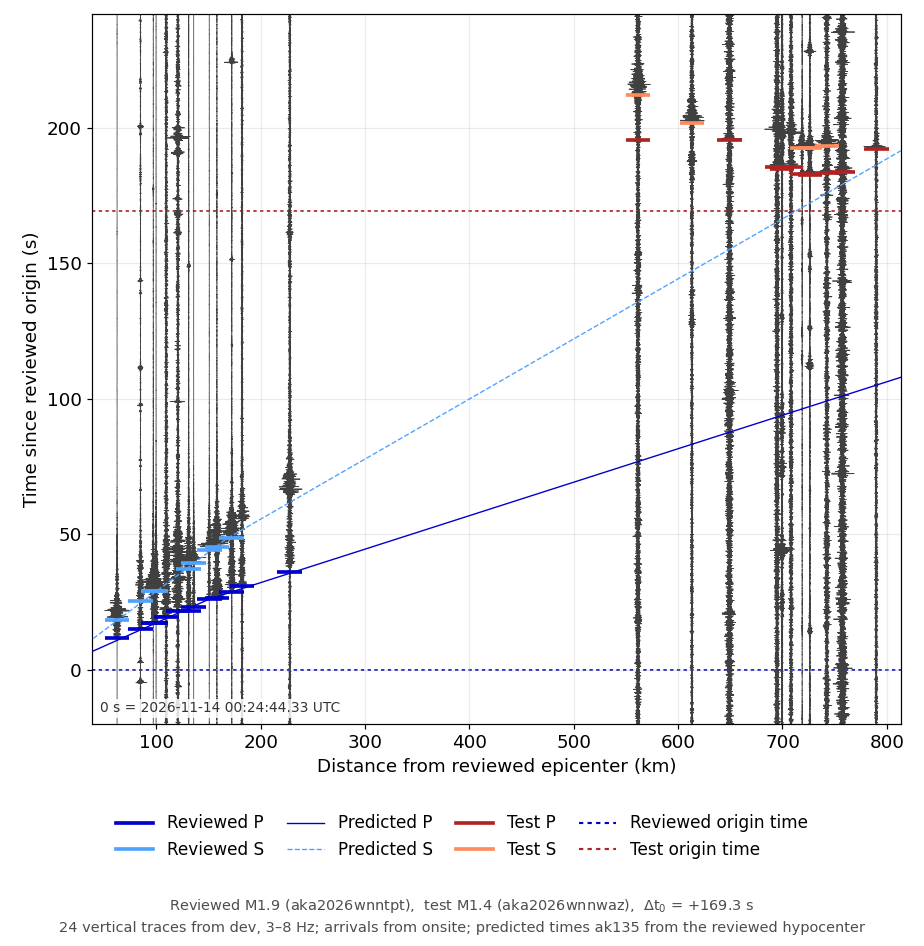 200
150
100
50
0
Time since reviewed origin (s)
0 s = 2026-11-14 00:24:44.33 UTC
100 200 300 400 500 600 700 800
Distance from reviewed epicenter (km)
Reviewed P Predicted P Test P Reviewed origin time
Reviewed S Predicted S Test S Test origin time
Reviewed M1.9 (aka2026wnntpt), test M1.4 (aka2026wnnwaz), Δt₀ = +169.3 s
24 vertical traces from dev, 3–8 Hz; arrivals from onsite; predicted times ak135 from the reviewed hypocenter